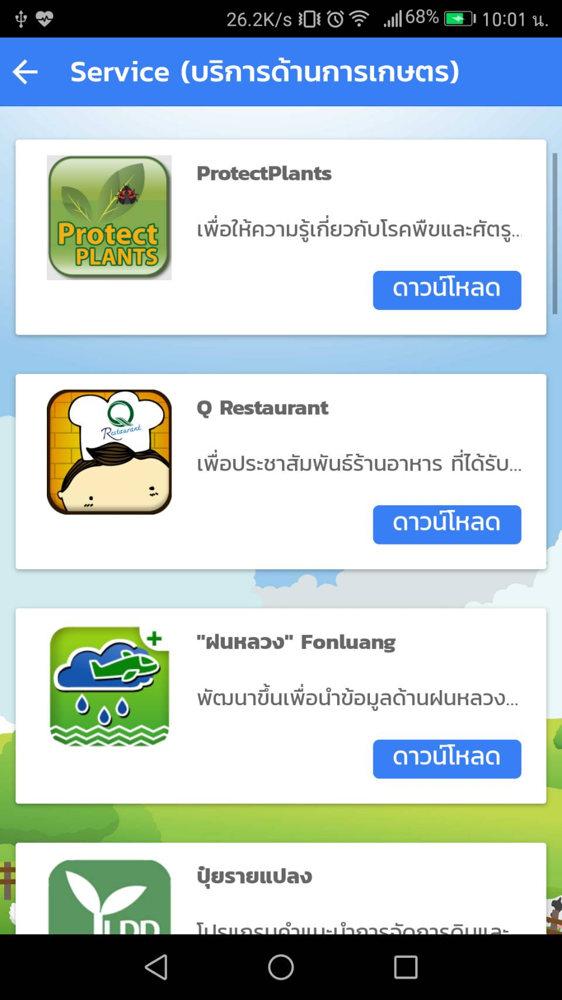 26.2K/s 68% 10:01 น.
Service (บริการด้านการเกษตร)
Protect
PLANTS
ProtectPlants
เพื่อให้ความรู้เกี่ยวกับโรคพืชและศัตรู...
ดาวน์โหลด
Q
Restaurant
Q Restaurant
เพื่อประชาสัมพันธ์ร้านอาหาร ที่ได้รับ...
ดาวน์โหลด
"ฝนหลวง" Fonluang
พัฒนาขึ้นเพื่อนำข้อมูลด้านฝนหลวง...
ดาวน์โหลด
LDD
ปุ๋ยรายแปลง
โปรแกรมคำแนะนำการจัดการดินและ